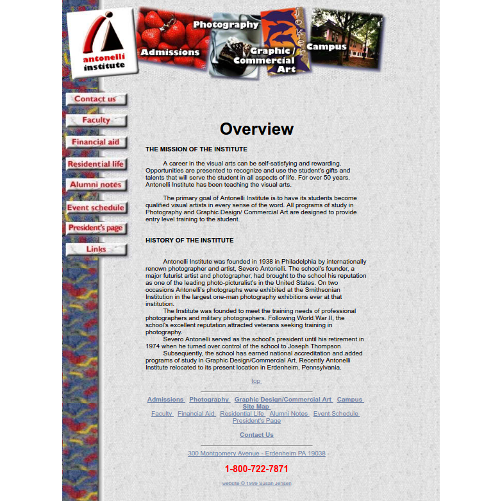 antonelli
institute
Admissions
Photography
Graphic/
Commercial
Art
Campus
Contact us
Faculty
Financial aid
Residential life
Alumni notes
Event schedule
President's page
Links
Overview
THE MISSION OF THE INSTITUTE
A career in the visual arts can be self-satisfying and rewarding.
Opportunities are presented to recognize and use the student's gifts and
talents that will serve the student in all aspects of life. For over 50 years,
Antonelli Institute has been teaching the visual arts.
The primary goal of Antonelli Institute is to have its students become
qualified visual artists in every sense of the word. All programs of study in
Photography and Graphic Design/ Commercial Art are designed to provide
entry level training to the student.
HISTORY OF THE INSTITUTE
Antonelli Institute was founded in 1938 in Philadelphia by internationally
renown photographer and artist, Severo Antonelli. The school's founder, a
major futurist artist and photographer, had brought to the school his reputation
as one of the leading photo-picturalist's in the United States. On two
occasions Antonelli's photographs were exhibited at the Smithsonian
Institution in the largest one-man photography exhibitions ever at that
institution.
The Institute was founded to meet the training needs of professional
photographers and military photographers. Following World War II, the
school's excellent reputation attracted veterans seeking training in
photography.
Severo Antonelli served as the school's president until his retirement in
1974 when he turned over control of the school to Joseph Thompson.
Subsequently, the school has earned national accreditation and added
programs of study in Graphic Design/Commercial Art. Recently Antonelli
Institute relocated to its present location in Erdenheim, Pennsylvania.
top
Admissions Photography Graphic Design/Commercial Art Campus
Site Map
Faculty Financial Aid Residential Life Alumni Notes Event Schedule
President's Page
Contact Us
300 Montgomery Avenue - Erdenheim PA 19038
1-800-722-7871
website © 1998 Susan Jensen